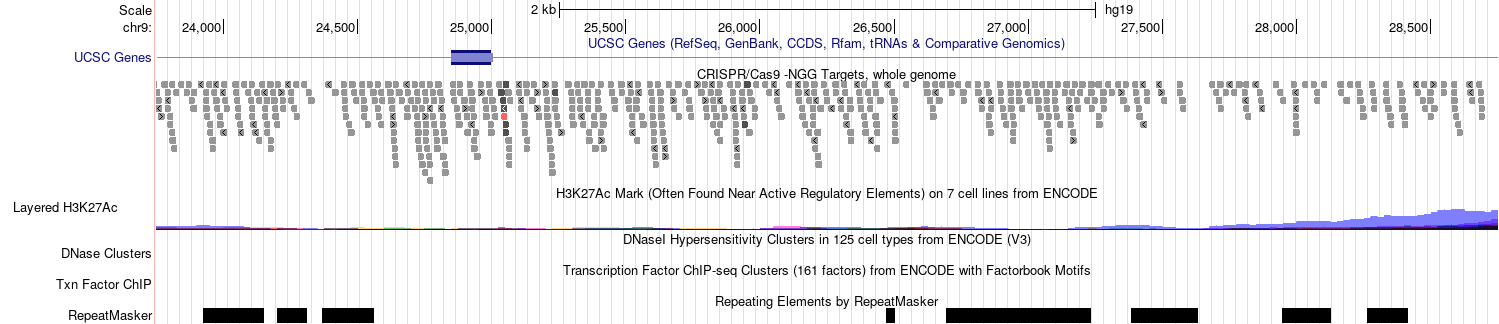 Scale 2 kb hg19
chr9: 24,000 24,500 25,000 25,500 26,000 26,500 27,000 27,500 28,000 28,500
UCSC Genes (RefSeq, GenBank, CCDS, Rfam, tRNAs & Comparative Genomics)
UCSC Genes
CRISPR/Cas9 -NGG Targets, whole genome
H3K27Ac Mark (Often Found Near Active Regulatory Elements) on 7 cell lines from ENCODE
Layered H3K27Ac
DNaseI Hypersensitivity Clusters in 125 cell types from ENCODE (V3)
DNase Clusters
Transcription Factor ChIP-seq Clusters (161 factors) from ENCODE with Factorbook Motifs
Txn Factor ChIP
Repeating Elements by RepeatMasker
RepeatMasker